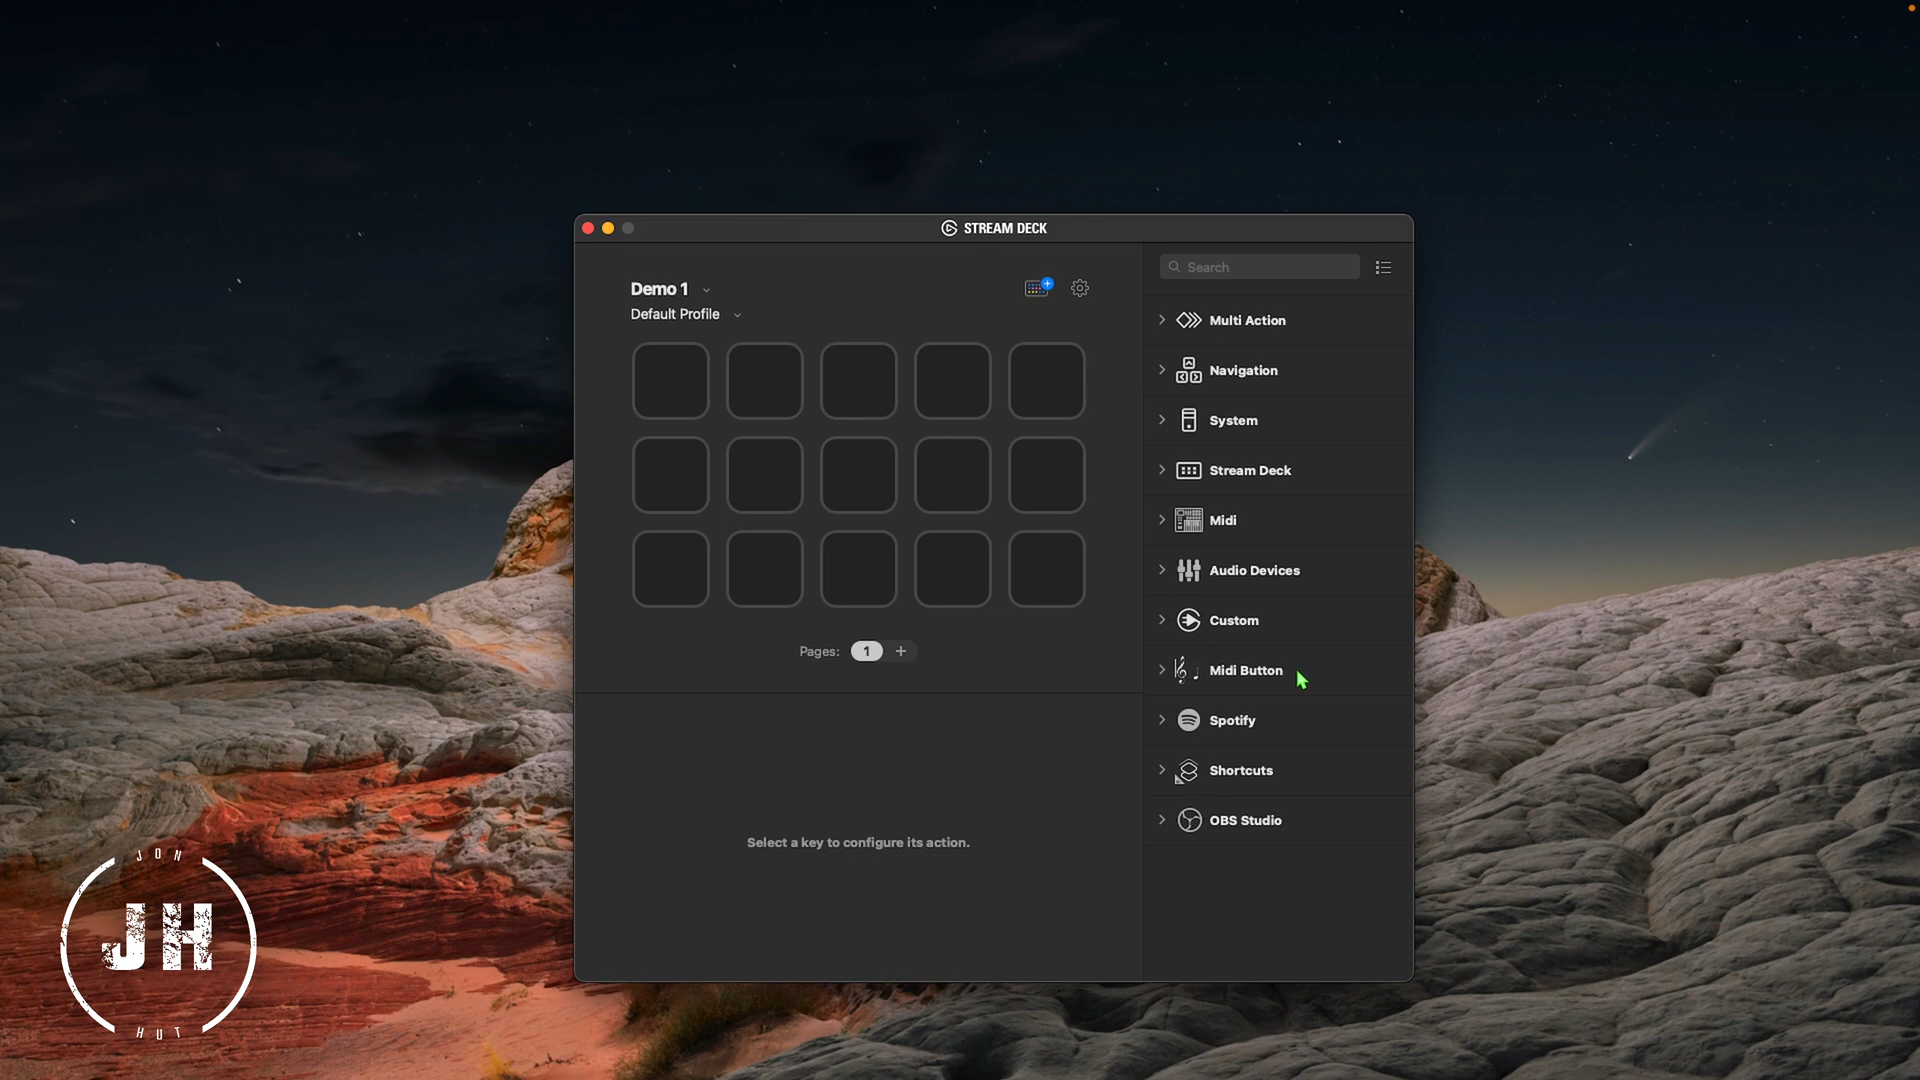 STREAM DECK
Demo 1
Default Profile
Search
Multi Action
Navigation
System
Stream Deck
Midi
Audio Devices
Custom
Midi Button
Spotify
Shortcuts
OBS Studio
Pages: 1 +
Select a key to configure its action.
JON
JH
HUT